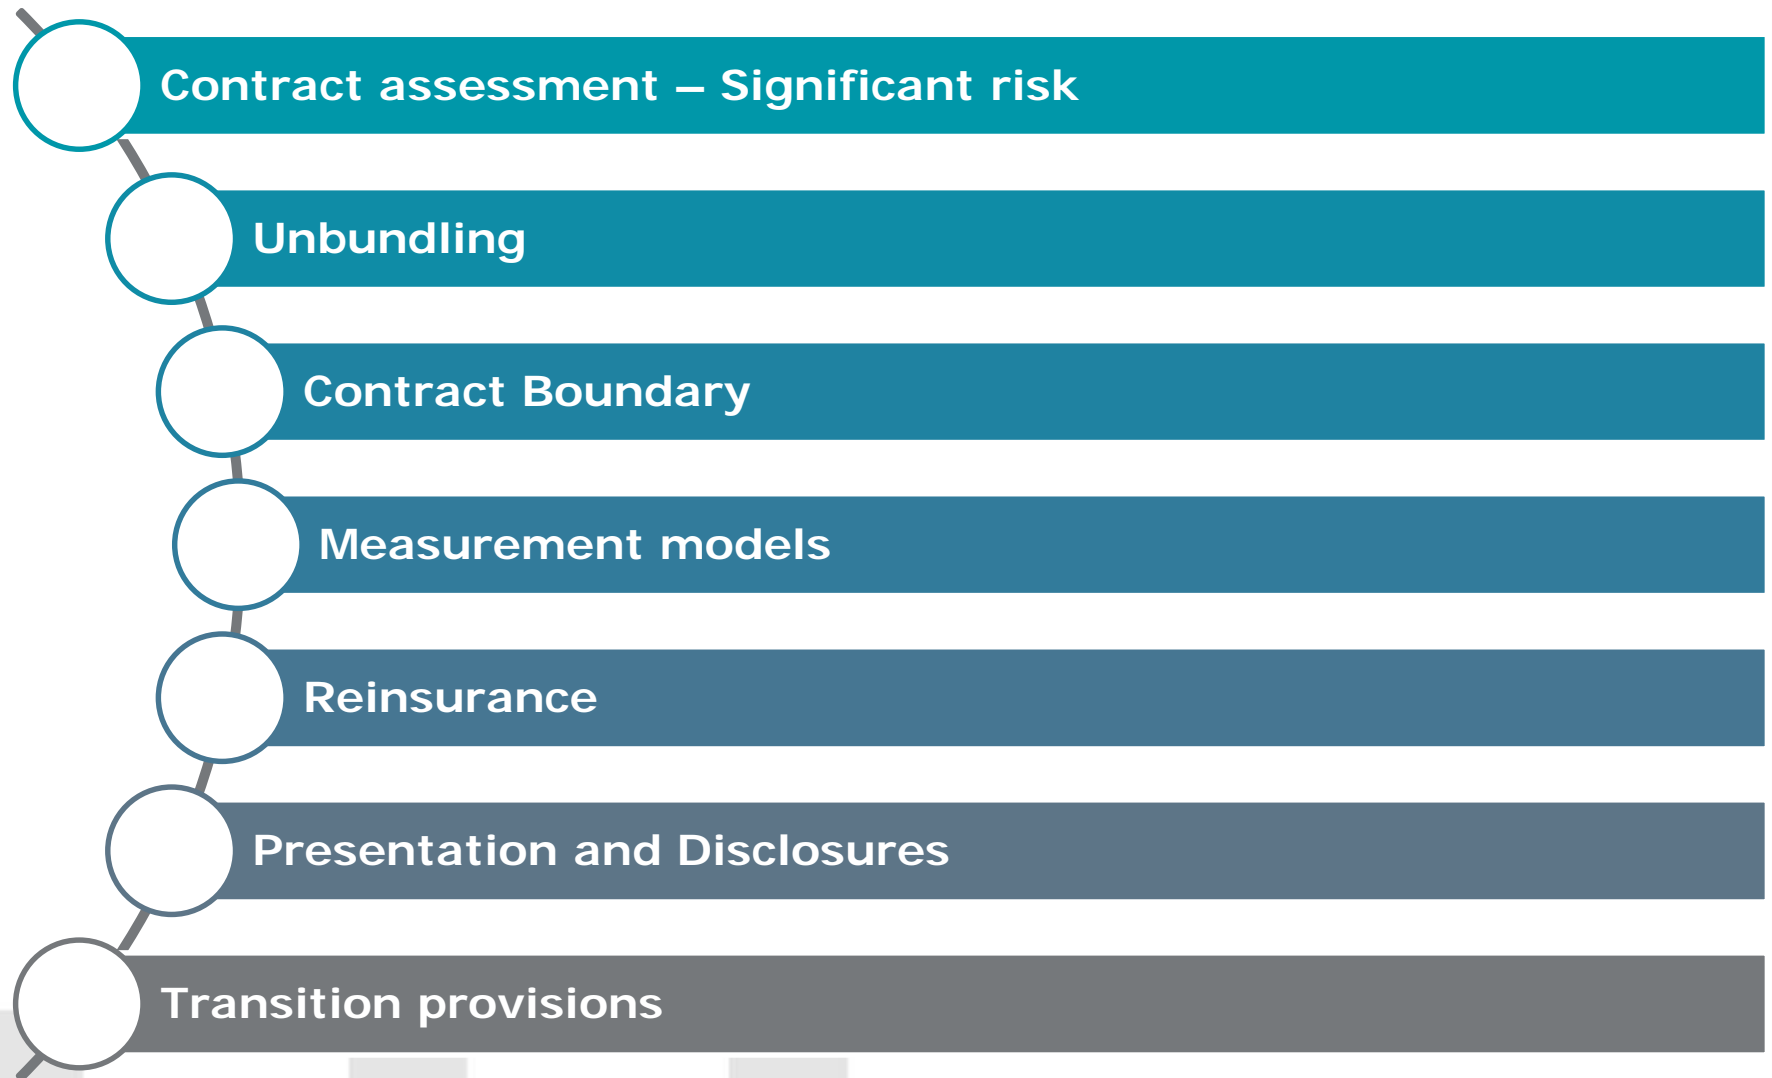 Contract assessment – Significant risk
Unbundling
Contract Boundary
Measurement models
Reinsurance
Presentation and Disclosures
Transition provisions